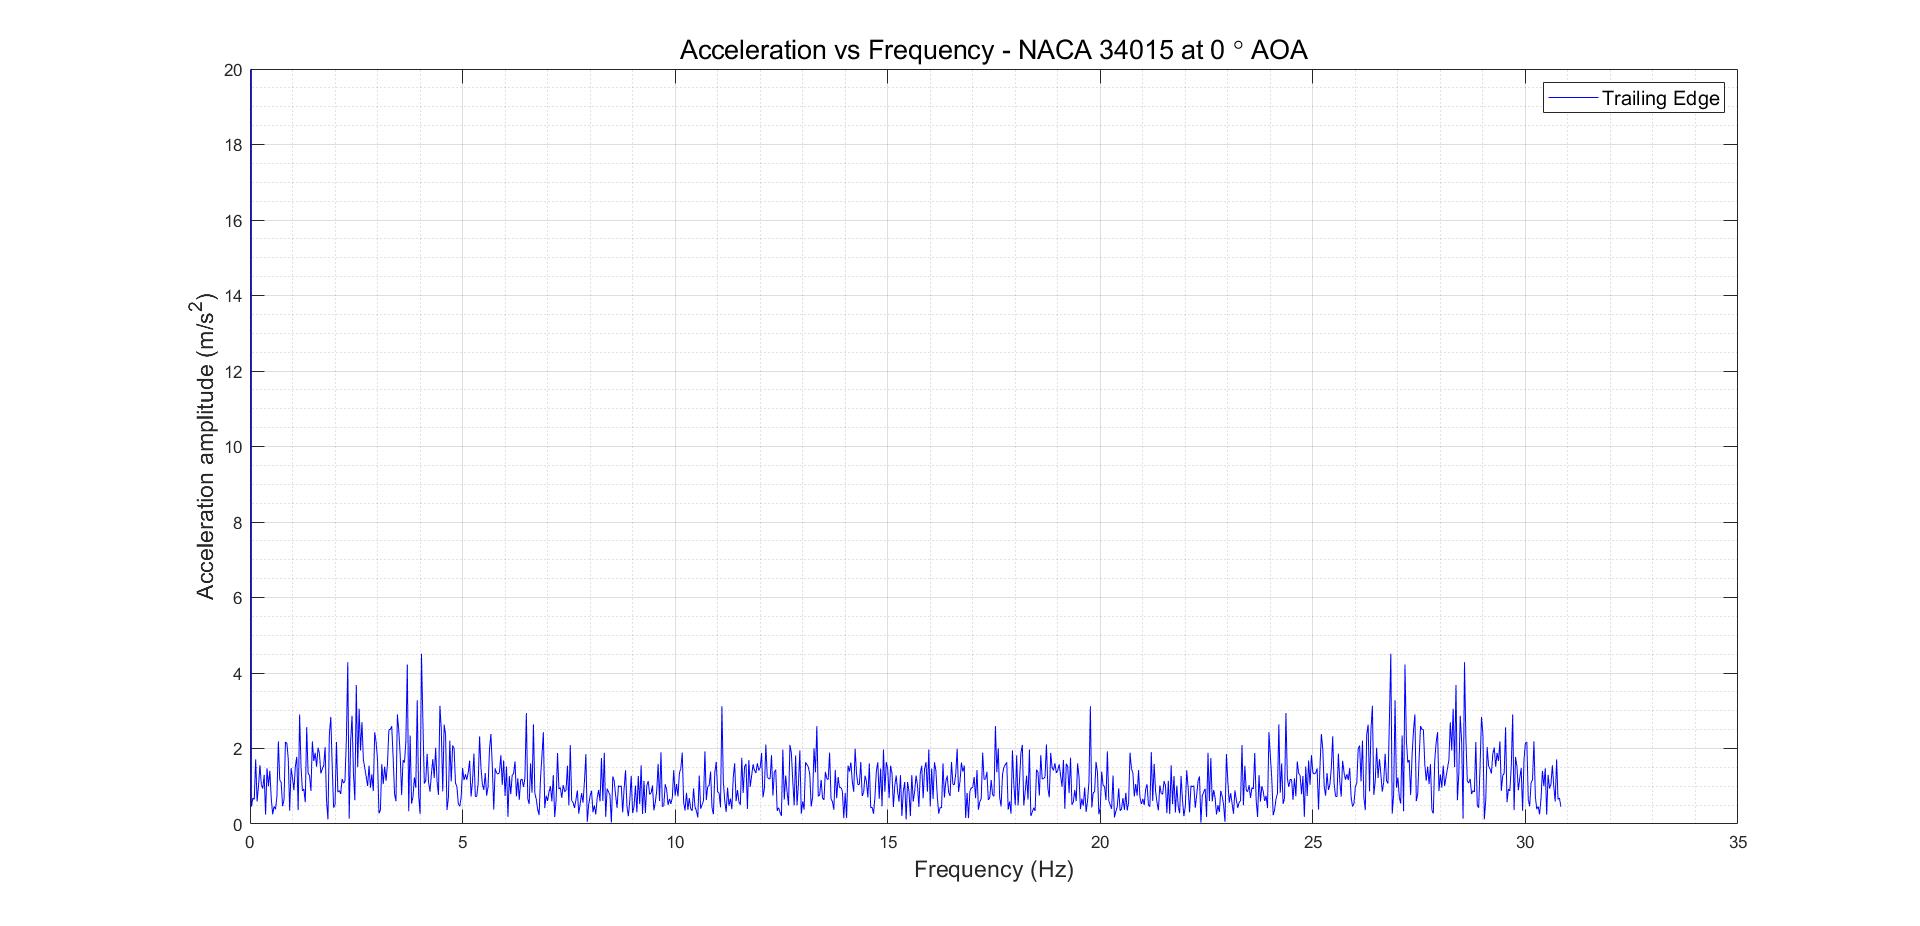 Acceleration vs Frequency - NACA 34015 at 0 ° AOA
Trailing Edge
20
18
16
14
12
10
8
6
4
2
0
Acceleration amplitude (m/s²)
0 5 10 15 20 25 30 35
Frequency (Hz)